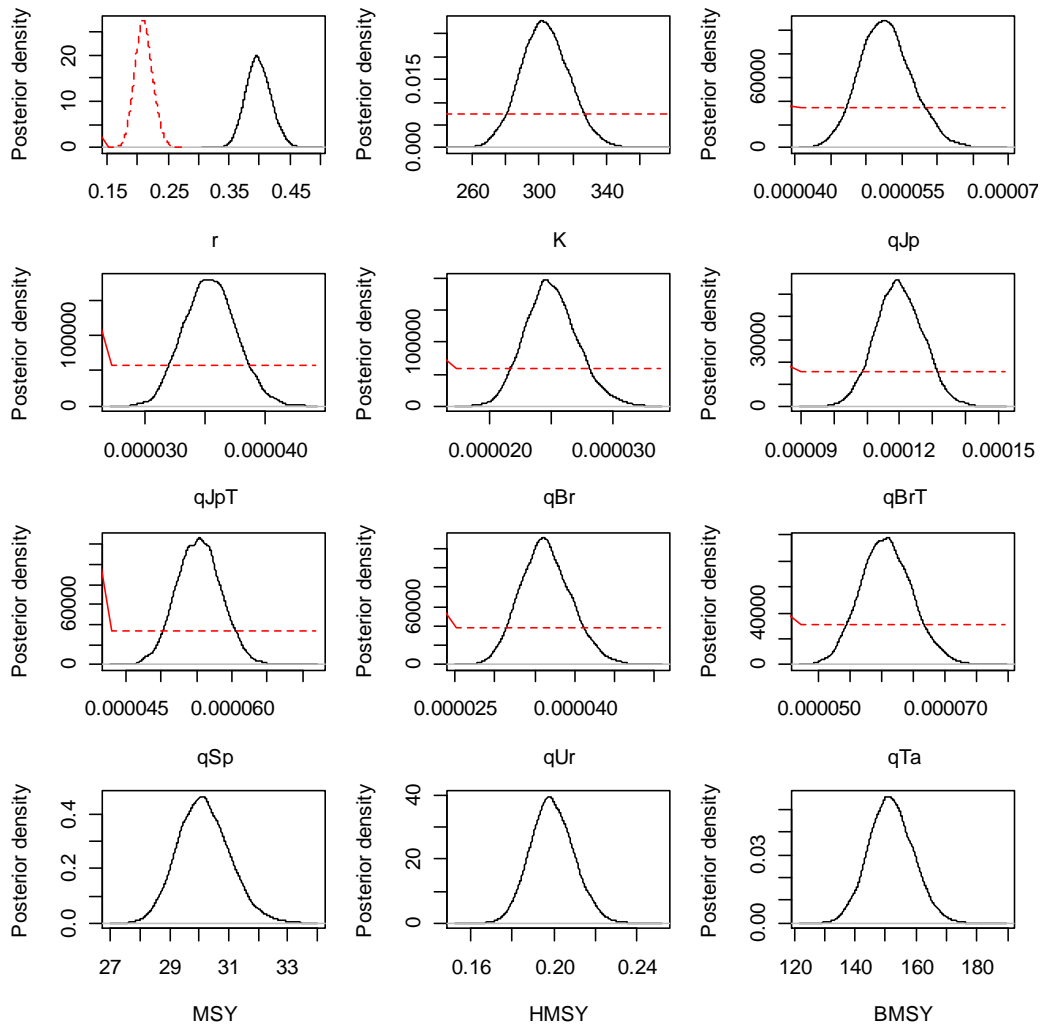 Posterior density
0 10 20
0.15 0.25 0.35 0.45
r
Posterior density
0.000 0.015
260 300 340
K
Posterior density
0 60000
0.000040 0.000055 0.00007
qJp
Posterior density
0 100000
0.000030 0.000040
qJpT
Posterior density
0 100000
0.000020 0.000030
qBr
Posterior density
0 30000
0.00009 0.00012 0.00015
qBrT
Posterior density
0 60000
0.000045 0.000060
qSp
Posterior density
0 60000
0.000025 0.000040
qUr
Posterior density
0 40000
0.000050 0.000070
qTa
Posterior density
0.0 0.2 0.4
27 29 31 33
MSY
Posterior density
0 20 40
0.16 0.20 0.24
HMSY
Posterior density
0.00 0.03
120 140 160 180
BMSY